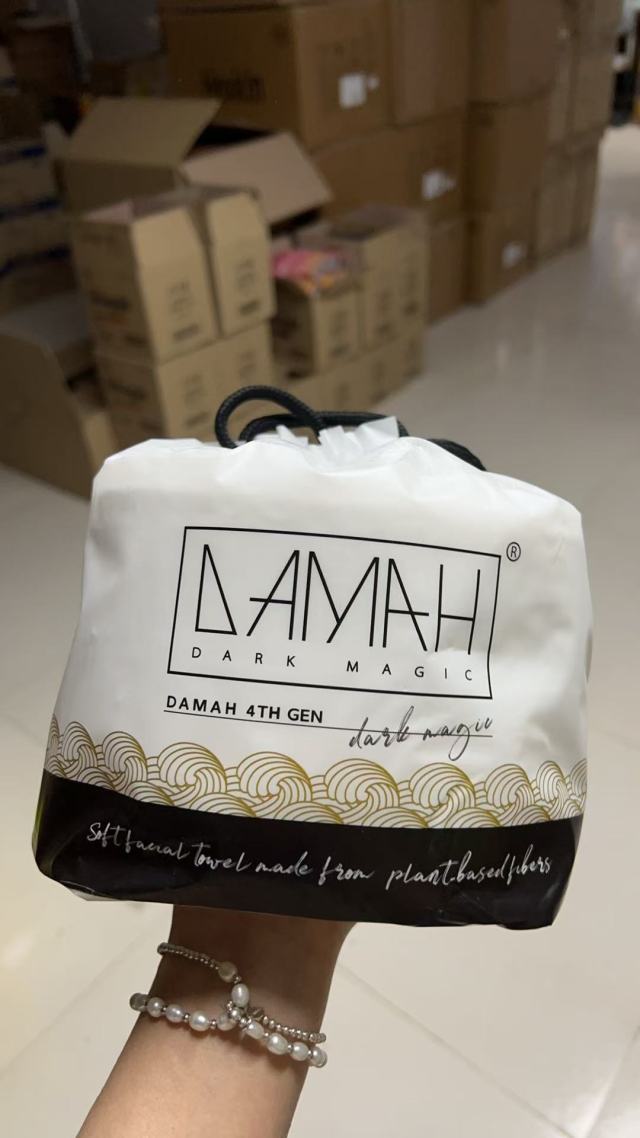 DAMAH
®
DARK MAGIC
DAMAH 4TH GEN
dark magic
Soft facial Towel made from plant-based fibers